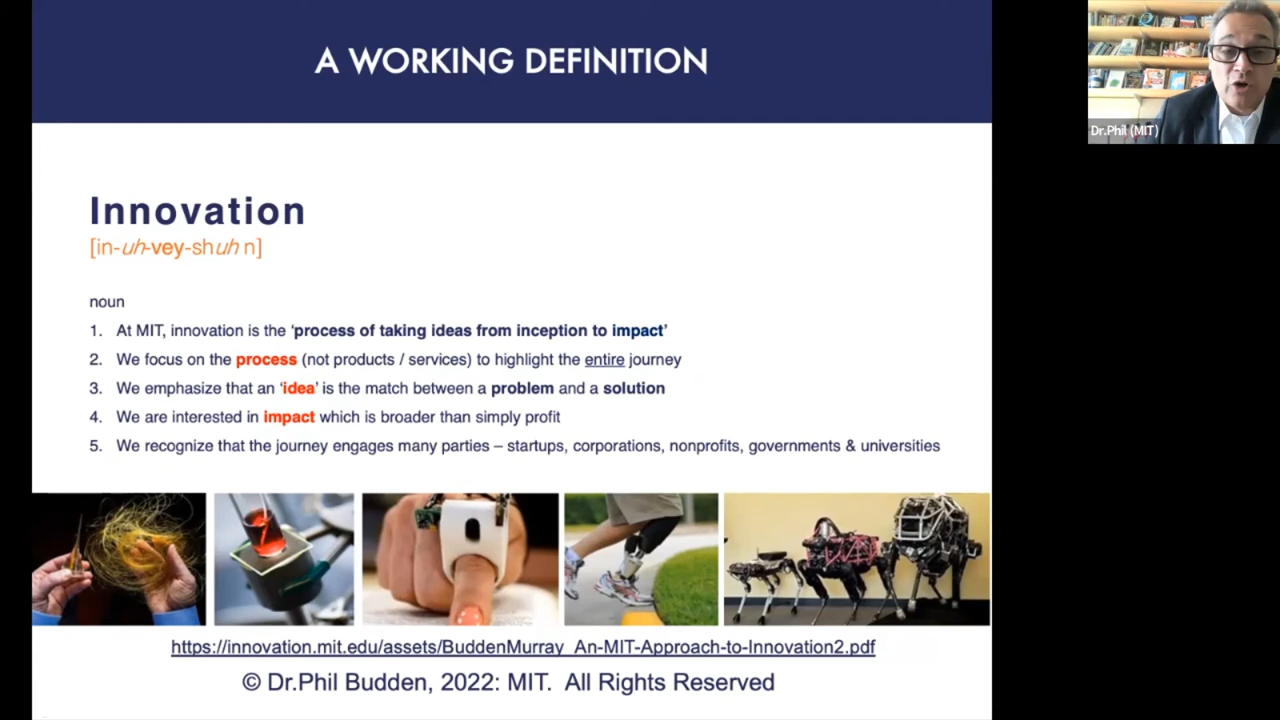 A WORKING DEFINITION
Dr.Phil (MIT)
Innovation
[in-uh-vey-shuh n]
noun
1. At MIT, innovation is the ‘process of taking ideas from inception to impact’
2. We focus on the process (not products / services) to highlight the entire journey
3. We emphasize that an ‘idea’ is the match between a problem and a solution
4. We are interested in impact which is broader than simply profit
5. We recognize that the journey engages many parties – startups, corporations, nonprofits, governments & universities
https://innovation.mit.edu/assets/BuddenMurray_An-MIT-Approach-to-Innovation2.pdf
© Dr.Phil Budden, 2022: MIT. All Rights Reserved